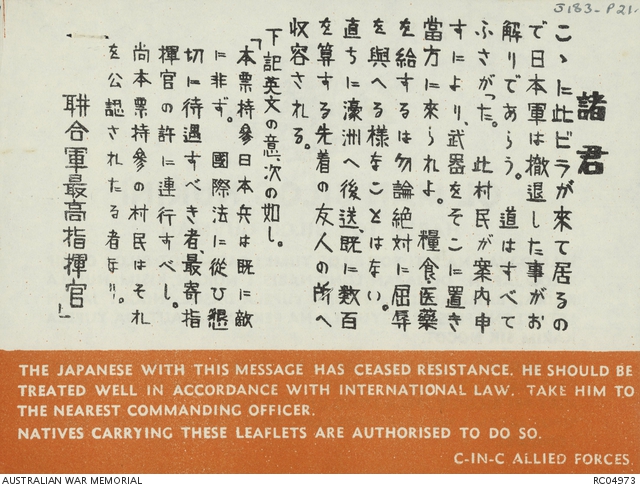 J183-P21.
諸君
こゝに此ビラが来て居るの
で日本軍は撤退した事がお
解りであらう。道はすべて
ふさがつた。此村民が案内申
すにより、武器をそこに置き
當方に来られよ。糧食、医藥
を給するは勿論絶対に屈辱
を與へる様なことはない。
直ちに濠洲へ後送、既に数百
を算する先着の友人の所へ
収容される。
下記英文の意、次の如し。
「本票持参日本兵は既に敵
に非ず。国際法に從ひ懇
切に待遇すべき者、最寄指
揮官の許に連行すべし。
尚本票持参の村民はそれ
を公認されたる者なり。
聨合軍最高指揮官」
THE JAPANESE WITH THIS MESSAGE HAS CEASED RESISTANCE. HE SHOULD BE
TREATED WELL IN ACCORDANCE WITH INTERNATIONAL LAW. TAKE HIM TO
THE NEAREST COMMANDING OFFICER.
NATIVES CARRYING THESE LEAFLETS ARE AUTHORISED TO DO SO.
C-IN-C ALLIED FORCES.
AUSTRALIAN WAR MEMORIAL
RC04973